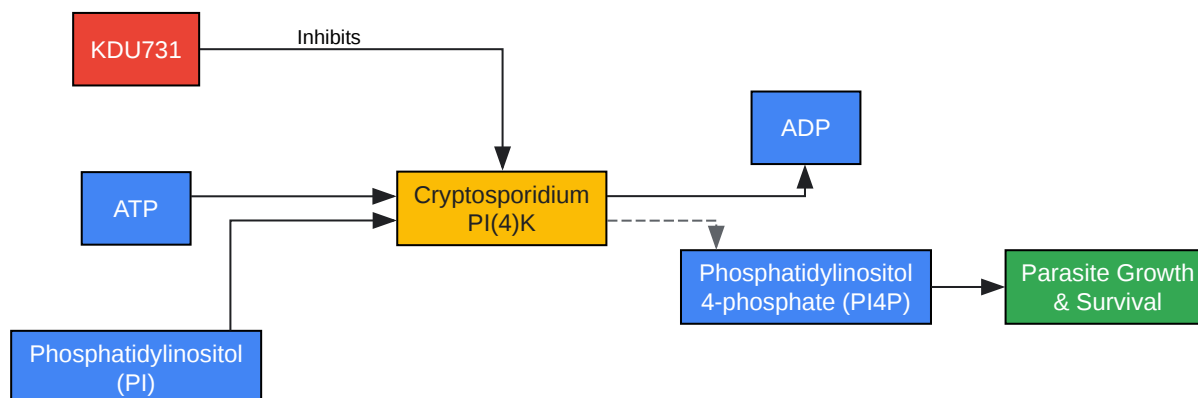 KDU731
Inhibits
ADP
ATP
Cryptosporidium
PI(4)K
Phosphatidylinositol
4-phosphate (PI4P)
Parasite Growth
& Survival
Phosphatidylinositol
(PI)